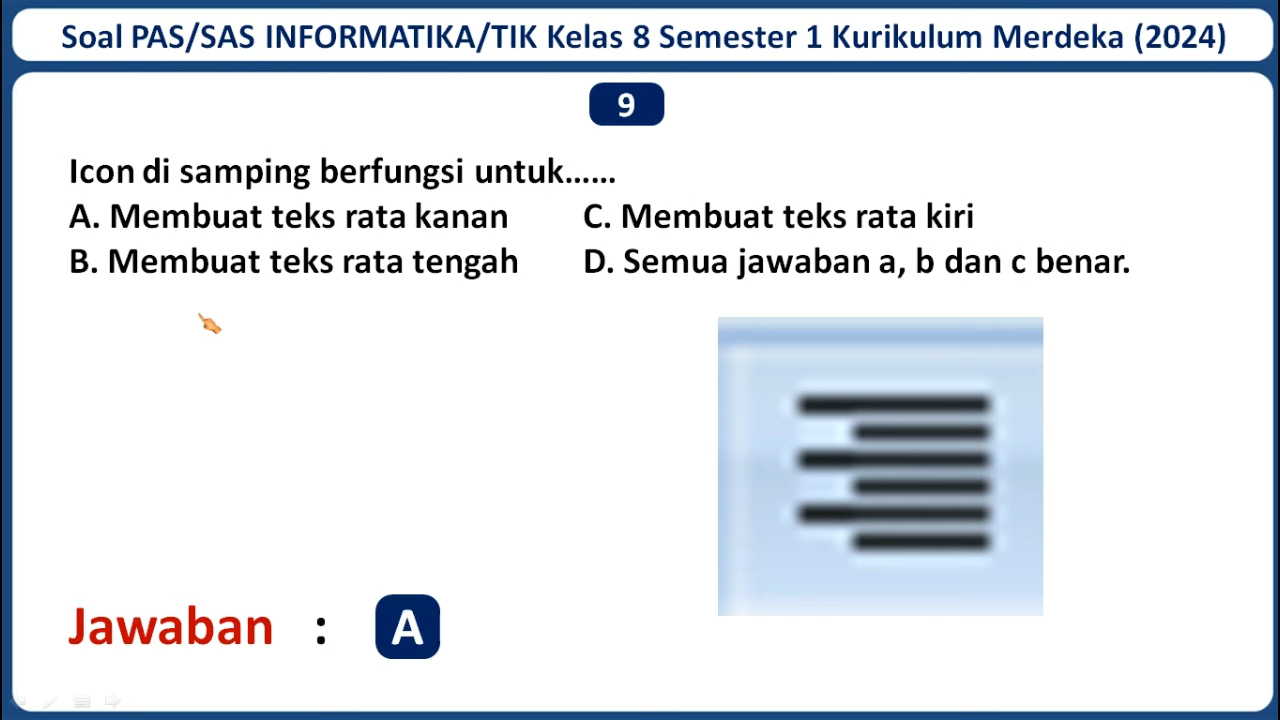 Soal PAS/SAS INFORMATIKA/TIK Kelas 8 Semester 1 Kurikulum Merdeka (2024)
9
Icon di samping berfungsi untuk......
A. Membuat teks rata kanan C. Membuat teks rata kiri
B. Membuat teks rata tengah D. Semua jawaban a, b dan c benar.
Jawaban : A